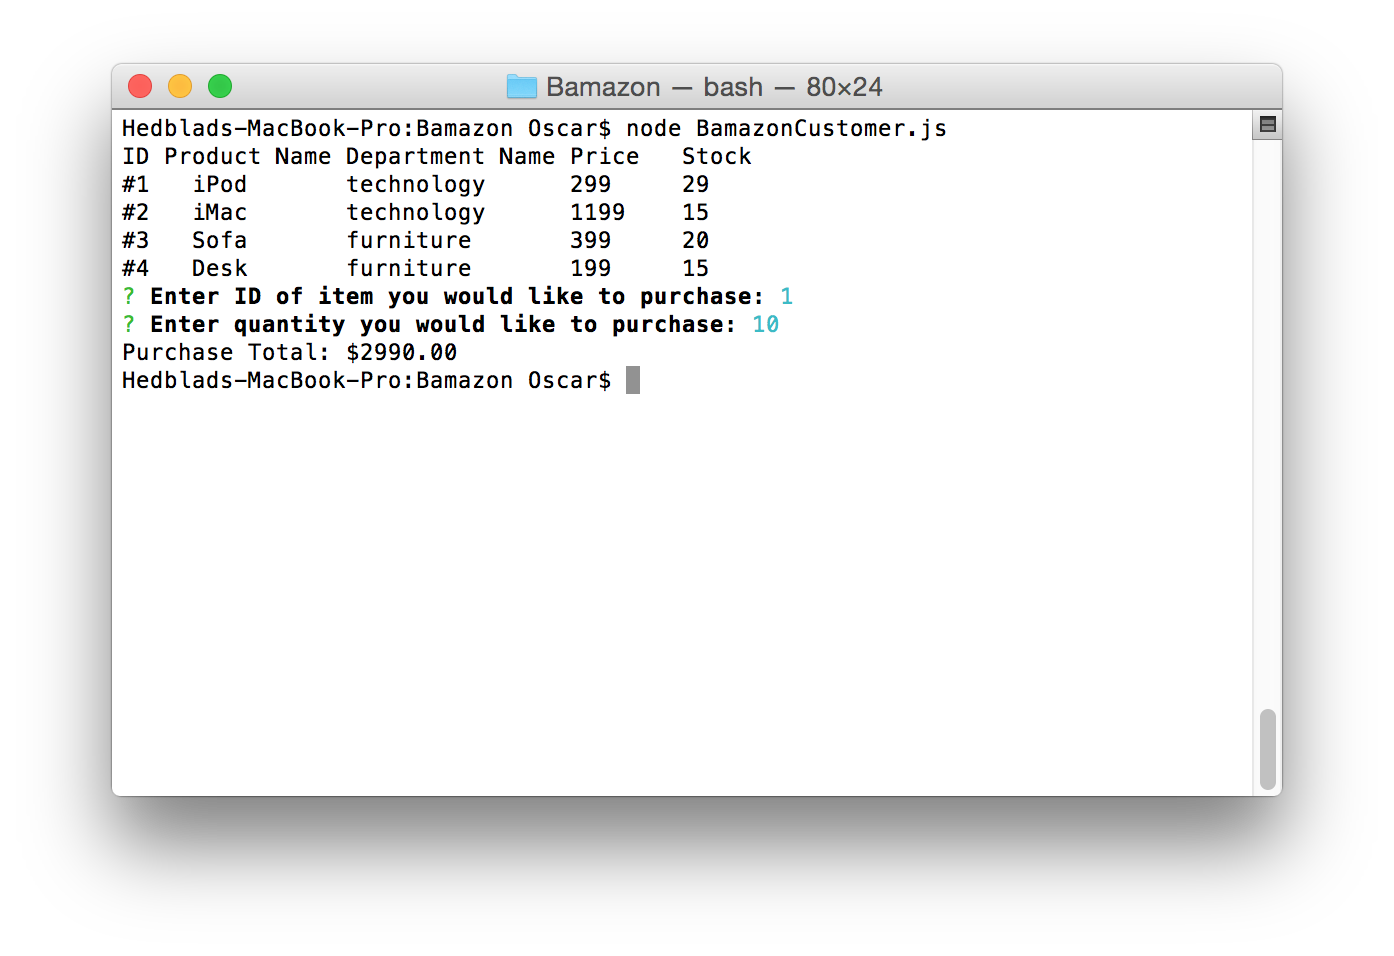 Bamazon — bash — 80×24
Hedblads-MacBook-Pro:Bamazon Oscar$ node BamazonCustomer.js
ID Product Name Department Name Price   Stock
#1   iPod       technology      299     29
#2   iMac       technology      1199    15
#3   Sofa       furniture       399     20
#4   Desk       furniture       199     15
? Enter ID of item you would like to purchase: 1
? Enter quantity you would like to purchase: 10
Purchase Total: $2990.00
Hedblads-MacBook-Pro:Bamazon Oscar$